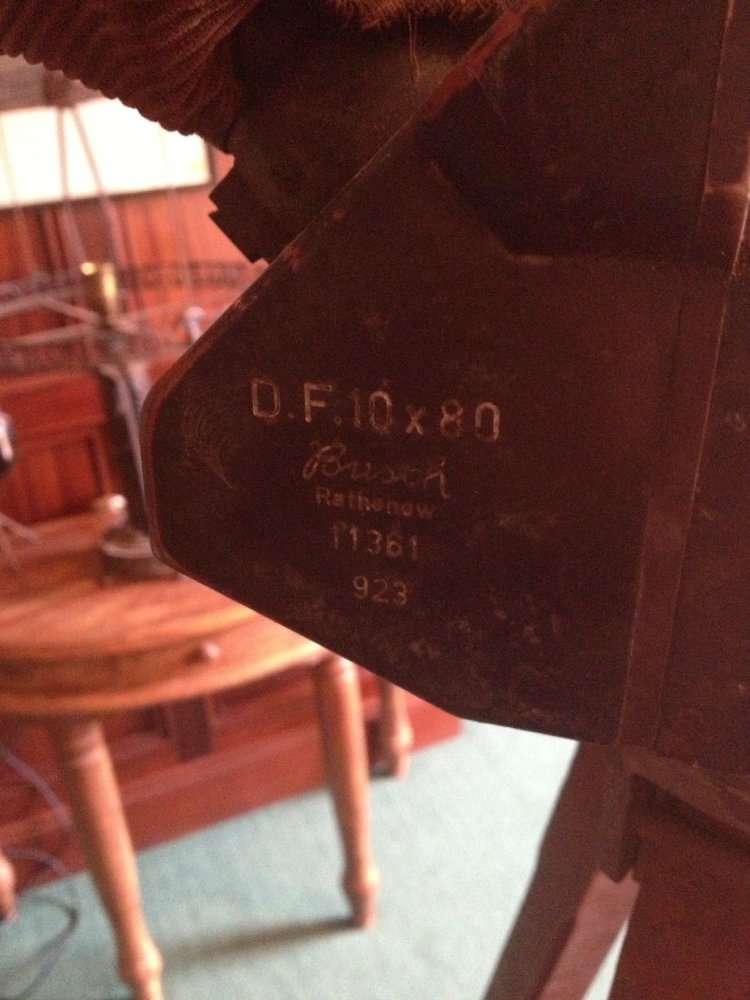 D.F. 10x80
Busch
Rathenow
11361
923